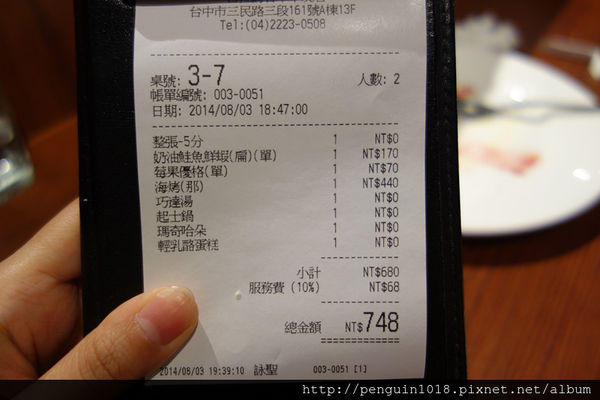 台中市三民路三段161號A棟13F
Tel:(04)2223-0508
桌號: 3-7 人數: 2
帳單編號: 003-0051
日期: 2014/08/03 18:47:00
整張-5分 1 NT$0
奶油鮭魚鮮蝦(扁)(單) 1 NT$170
莓果優格(單) 1 NT$70
海烤(那) 1 NT$440
巧達湯 1 NT$0
起士鍋 1 NT$0
瑪奇哈朵 1 NT$0
輕乳酪蛋糕 1 NT$0
小計 NT$680
服務費 (10%) NT$68
總金額 NT$748
2014/08/03 19:39:10 詠聖 003-0051 [1]
http://penguin1018.pixnet.net/album